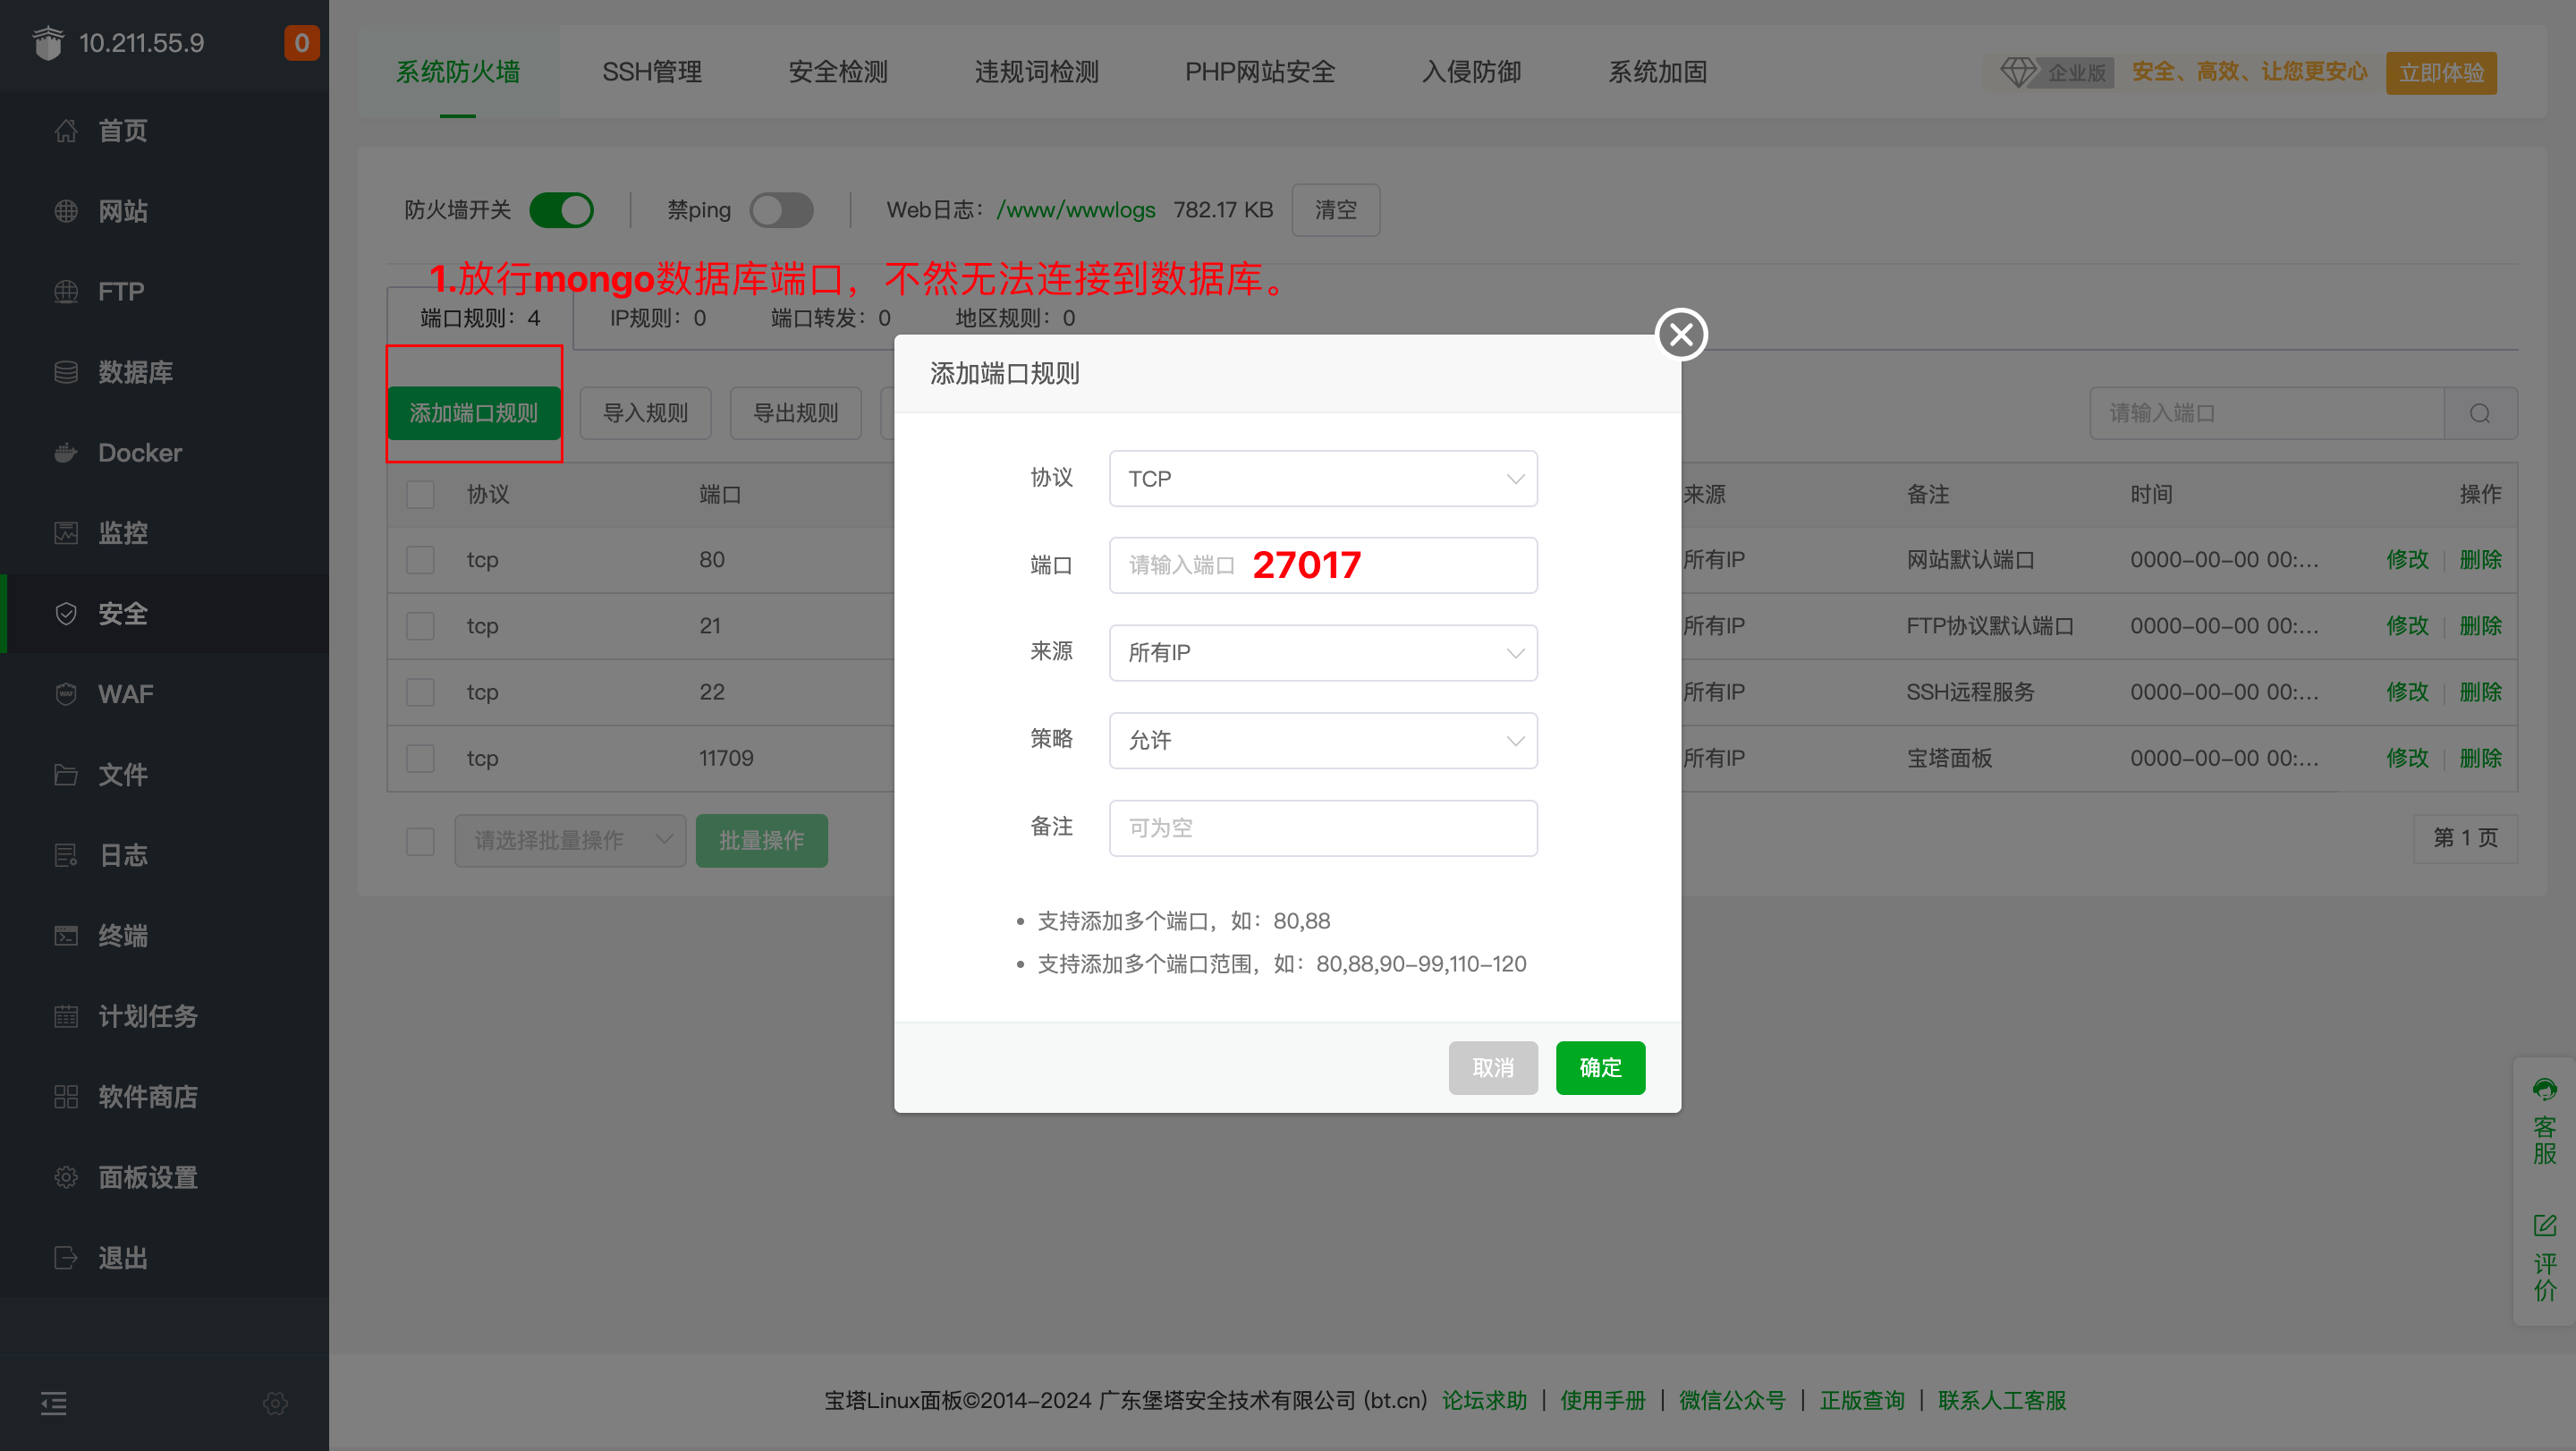 10.211.55.9
0
首页
网站
FTP
数据库
Docker
监控
安全
WAF
文件
日志
终端
计划任务
软件商店
面板设置
退出
系统防火墙 SSH管理 安全检测 违规词检测 PHP网站安全 入侵防御 系统加固
企业版 安全、高效、让您更安心 立即体验
防火墙开关 禁ping Web日志：/www/wwwlogs 782.17 KB 清空
1.放行mongo数据库端口，不然无法连接到数据库。
端口规则：4 IP规则：0 端口转发：0 地区规则：0
添加端口规则 导入规则 导出规则 请输入端口
协议 端口 来源 备注 时间 操作
tcp 80 所有IP 网站默认端口 0000-00-00 00:... 修改 删除
tcp 21 所有IP FTP协议默认端口 0000-00-00 00:... 修改 删除
tcp 22 所有IP SSH远程服务 0000-00-00 00:... 修改 删除
tcp 11709 所有IP 宝塔面板 0000-00-00 00:... 修改 删除
请选择批量操作 批量操作 第 1 页
添加端口规则
协议 TCP
端口 请输入端口 27017
来源 所有IP
策略 允许
备注 可为空
支持添加多个端口，如：80,88
支持添加多个端口范围，如：80,88,90-99,110-120
取消 确定
客服
评价
宝塔Linux面板©2014-2024 广东堡塔安全技术有限公司 (bt.cn) 论坛求助 | 使用手册 | 微信公众号 | 正版查询 | 联系人工客服